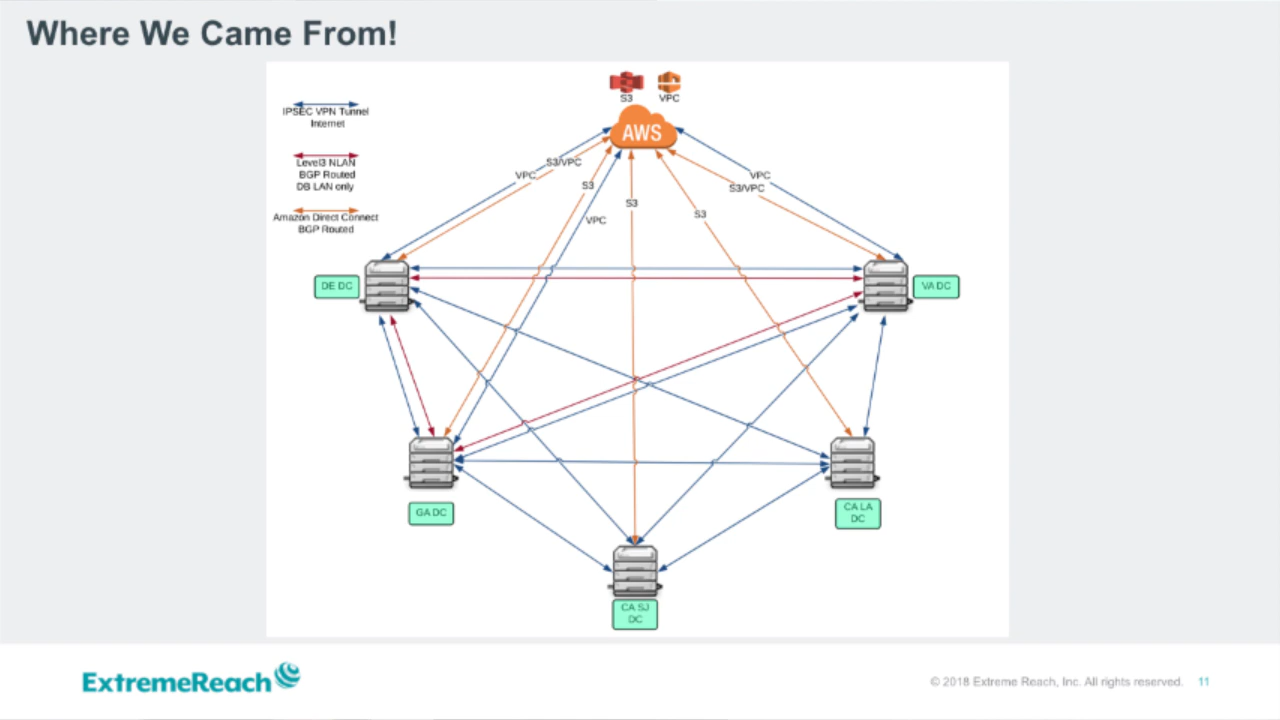 Where We Came From!
S3
VPC
IPSEC VPN Tunnel
Internet
AWS
Level3 NLAN
BGP Routed
DB LAN only
S3/VPC
VPC
VPC
S3
S3/VPC
S3
S3
VPC
Amazon Direct Connect
BGP Routed
DE DC
VA DC
GA DC
CA LA
DC
CA SJ
DC
ExtremeReach
© 2018 Extreme Reach, Inc. All rights reserved. 11